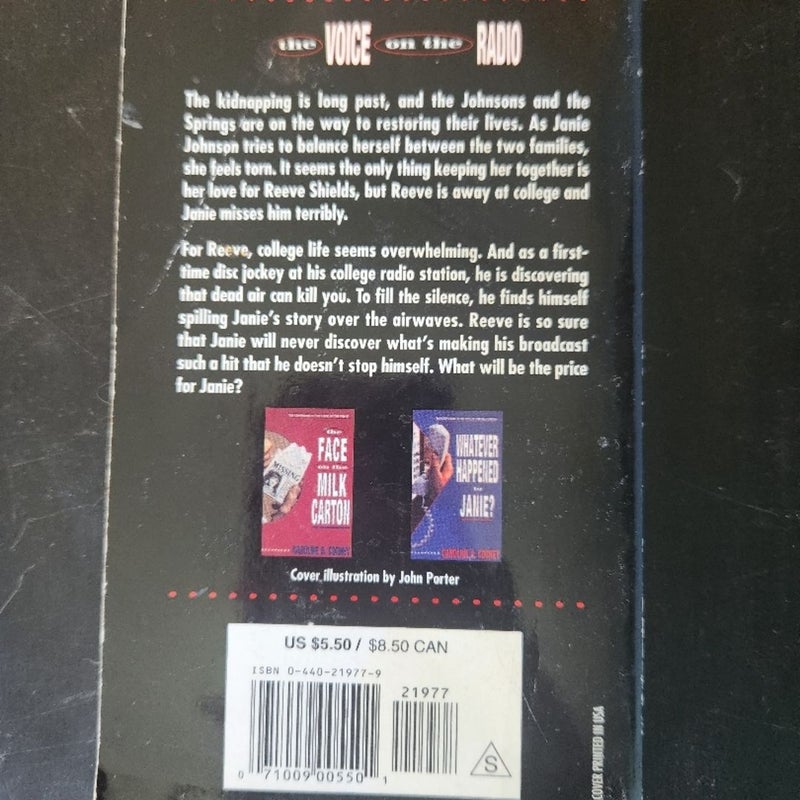 the VOICE on the RADIO
The kidnapping is long past, and the Johnsons and the
Springs are on the way to restoring their lives. As Janie
Johnson tries to balance herself between the two families,
she feels torn. It seems the only thing keeping her together is
her love for Reeve Shields, but Reeve is away at college and
Janie misses him terribly.
For Reeve, college life seems overwhelming. And as a first-
time disc jockey at his college radio station, he is discovering
that dead air can kill you. To fill the silence, he finds himself
spilling Janie's story over the airwaves. Reeve is so sure
that Janie will never discover what's making his broadcast
such a hit that he doesn't stop himself. What will be the price
for Janie?
the
FACE
on the
MILK
CARTON
MISSING
CAROLINE B. COONEY
WHATEVER
HAPPENED
to
JANIE?
CAROLINE B. COONEY
Cover illustration by John Porter
US $5.50 / $8.50 CAN
ISBN 0-440-21977-9
21977
0 71009 00550 1
S
COVER PRINTED IN USA